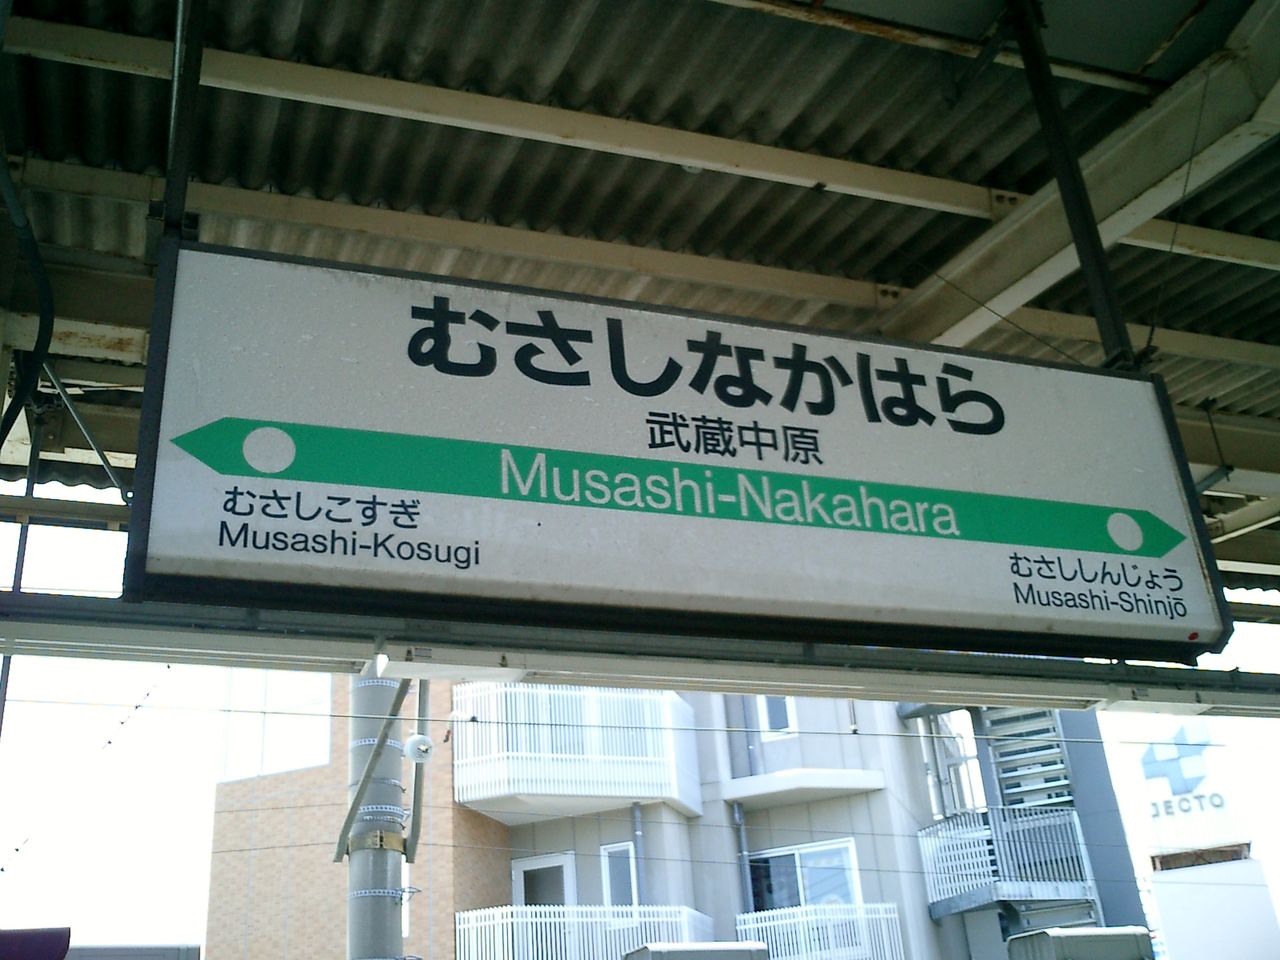 むさしなかはら
武蔵中原
Musashi-Nakahara
むさしこすぎ
Musashi-Kosugi
むさししんじょう
Musashi-Shinjō
JECTO